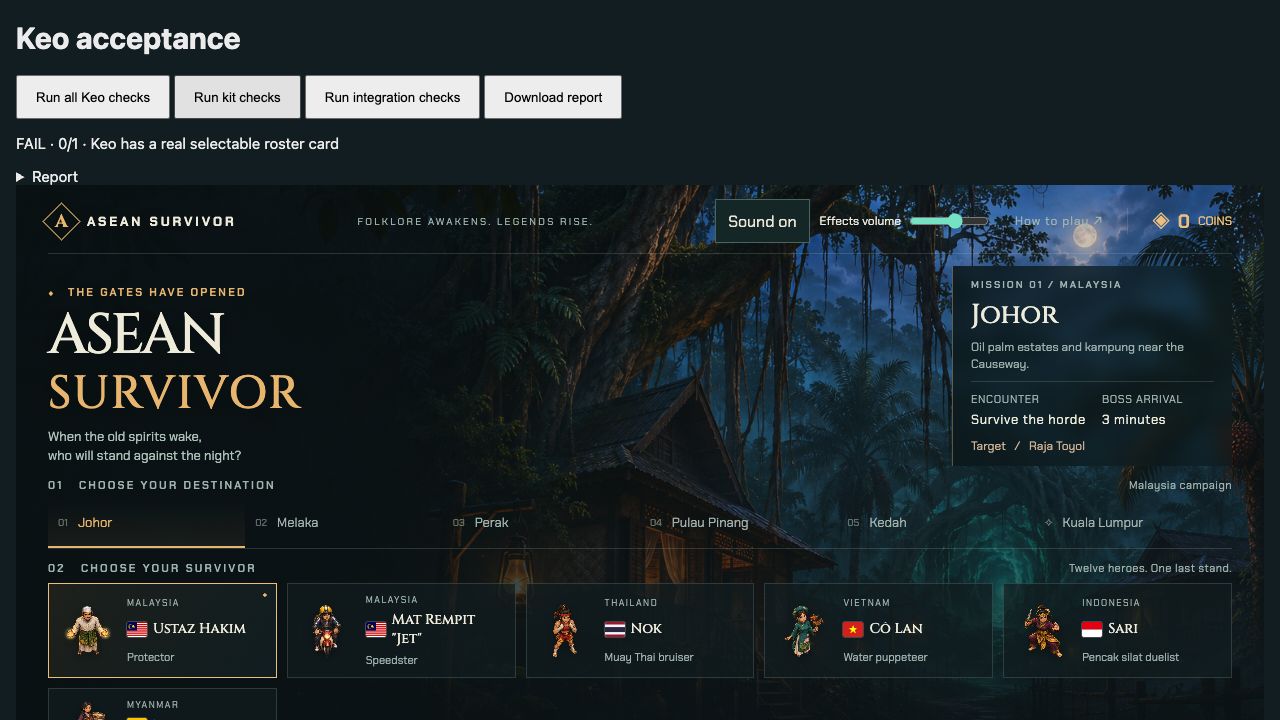 Keo acceptance
Run all Keo checks
Run kit checks
Run integration checks
Download report
FAIL · 0/1 · Keo has a real selectable roster card
Report
A
ASEAN SURVIVOR
FOLKLORE AWAKENS. LEGENDS RISE.
Sound on
Effects volume
How to play ↗
0 COINS
THE GATES HAVE OPENED
ASEAN
SURVIVOR
When the old spirits wake,
who will stand against the night?
MISSION 01 / MALAYSIA
JOHOR
Oil palm estates and kampung near the
Causeway.
ENCOUNTER
Survive the horde
BOSS ARRIVAL
3 minutes
Target / Raja Toyol
01 CHOOSE YOUR DESTINATION
Malaysia campaign
01 Johor
02 Melaka
03 Perak
04 Pulau Pinang
05 Kedah
Kuala Lumpur
02 CHOOSE YOUR SURVIVOR
Twelve heroes. One last stand.
MALAYSIA
USTAZ HAKIM
Protector
MALAYSIA
MAT REMPIT
"JET"
Speedster
THAILAND
NOK
Muay Thai bruiser
VIETNAM
CÔ LAN
Water puppeteer
INDONESIA
SARI
Pencak silat duelist
MYANMAR